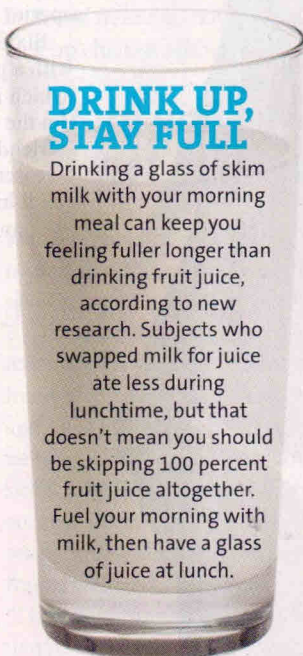 DRINK UP,
STAY FULL
Drinking a glass of skim
milk with your morning
meal can keep you
feeling fuller longer than
drinking fruit juice,
according to new
research. Subjects who
swapped milk for juice
ate less during
lunchtime, but that
doesn't mean you should
be skipping 100 percent
fruit juice altogether.
Fuel your morning with
milk, then have a glass
of juice at lunch.